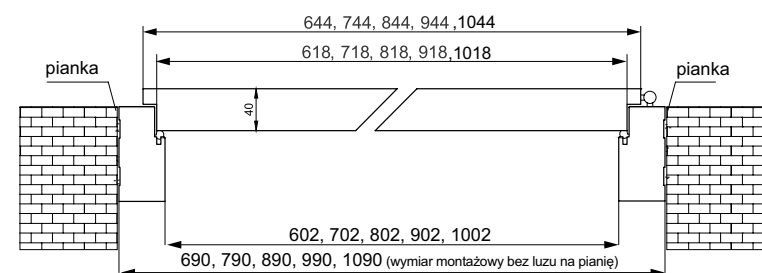 644, 744, 844, 944 ,1044
618, 718, 818, 918 ,1018
pianka
pianka
40
602, 702, 802, 902, 1002
690, 790, 890, 990, 1090 (wymiar montażowy bez luzu na pianię)